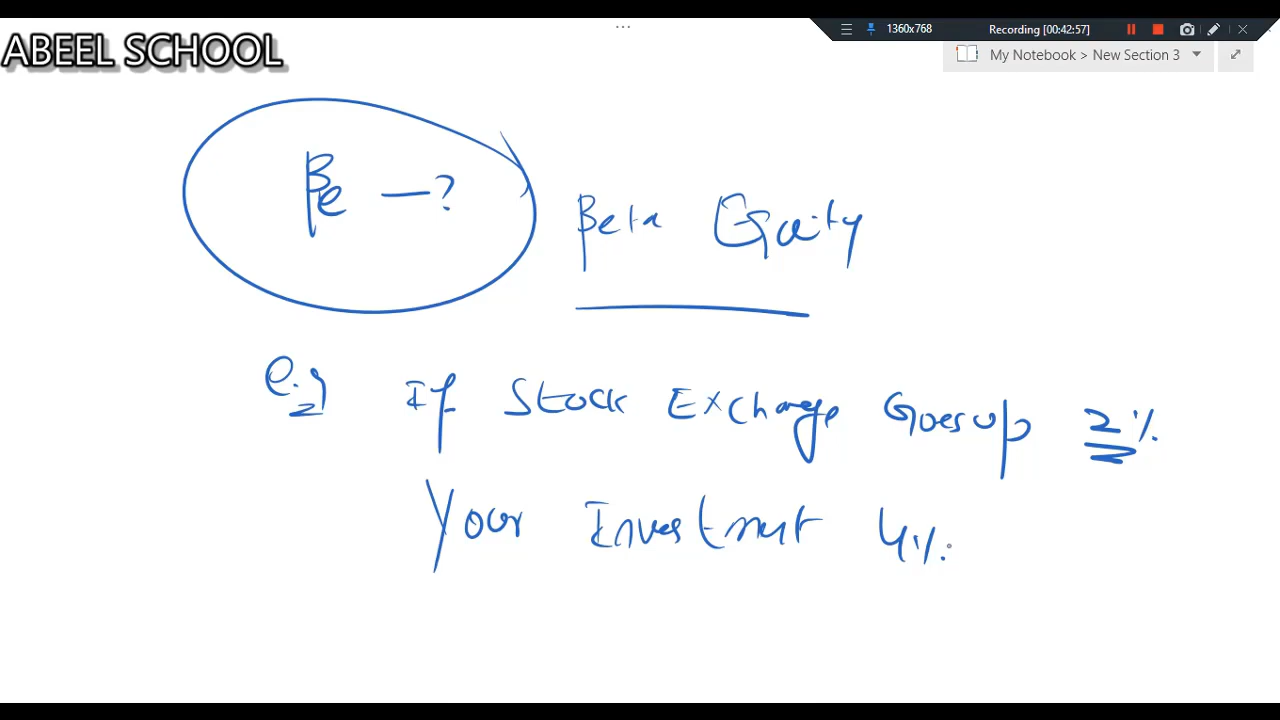 ABEEL SCHOOL
1360x768 Recording [00:42:57]
My Notebook > New Section 3
βe — ?
Beta Equity
e.g If Stock Exchange Goes up 2%
Your Investment 4%